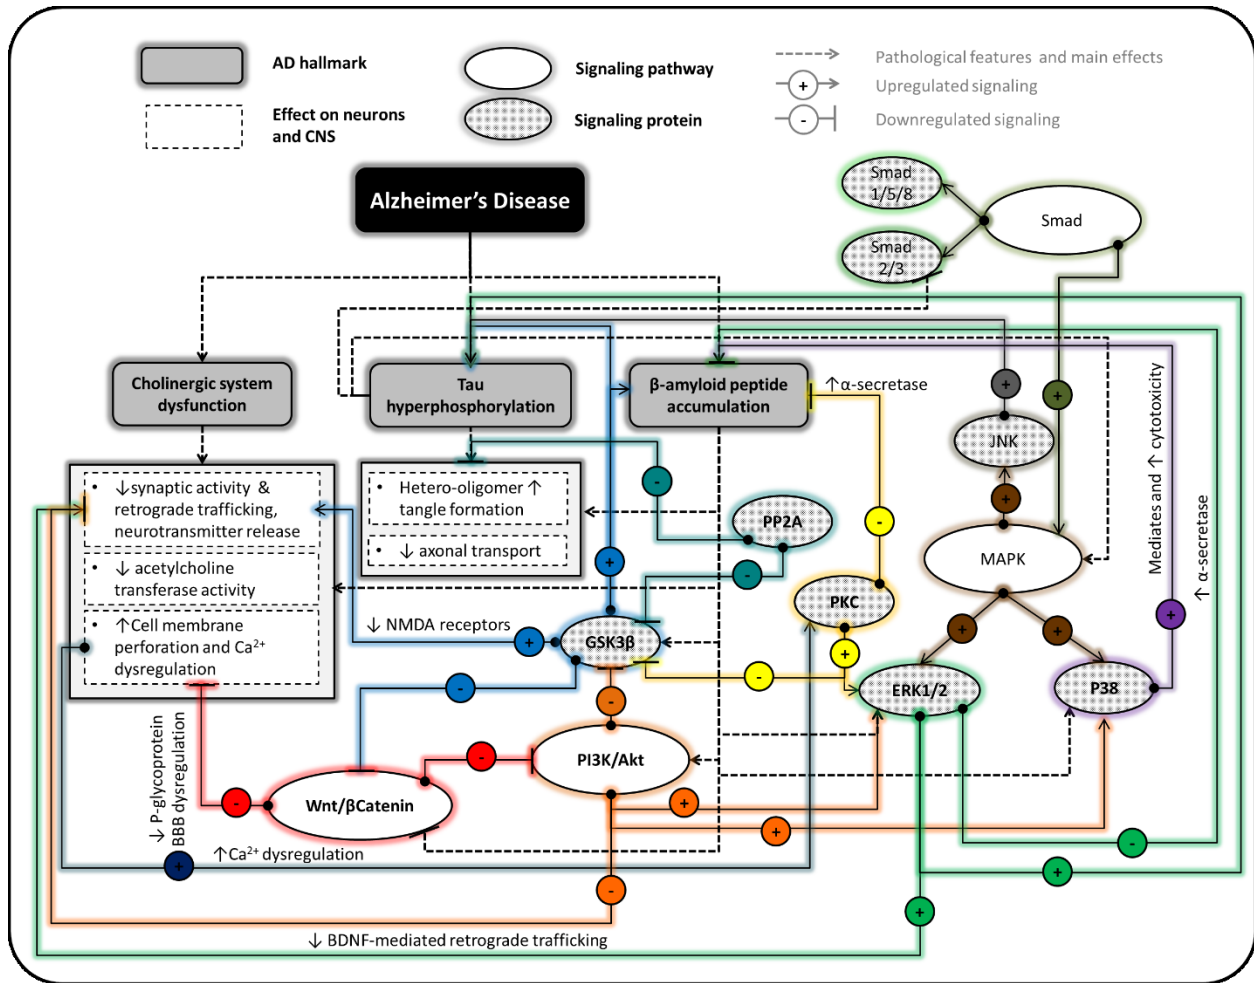 AD hallmark
Effect on neurons
and CNS
Signaling pathway
Signaling protein
Pathological features and main effects
+
Upregulated signaling
-
Downregulated signaling
Alzheimer's Disease
Smad
1/5/8
Smad
2/3
Smad
Cholinergic system
dysfunction
Tau
hyperphosphorylation
β-amyloid peptide
accumulation
↑α-secretase
+
+
JNK
Mediates and ↑ cytotoxicity
↑ α-secretase
• ↓synaptic activity &
retrograde trafficking,
neurotransmitter release
• ↓ acetylcholine
transferase activity
• ↑Cell membrane
perforation and Ca²⁺
dysregulation
• Hetero-oligomer ↑
tangle formation
• ↓ axonal transport
-
PP2A
-
-
+
+
MAPK
PKC
+
+
+
↓ NMDA receptors
+
GSK3β
+
-
-
ERK1/2
P38
-
PI3K/Akt
-
-
Wnt/βCatenin
+
+
-
↓ P-glycoprotein
BBB dysregulation
↑Ca²⁺ dysregulation
+
+
-
+
↓ BDNF-mediated retrograde trafficking